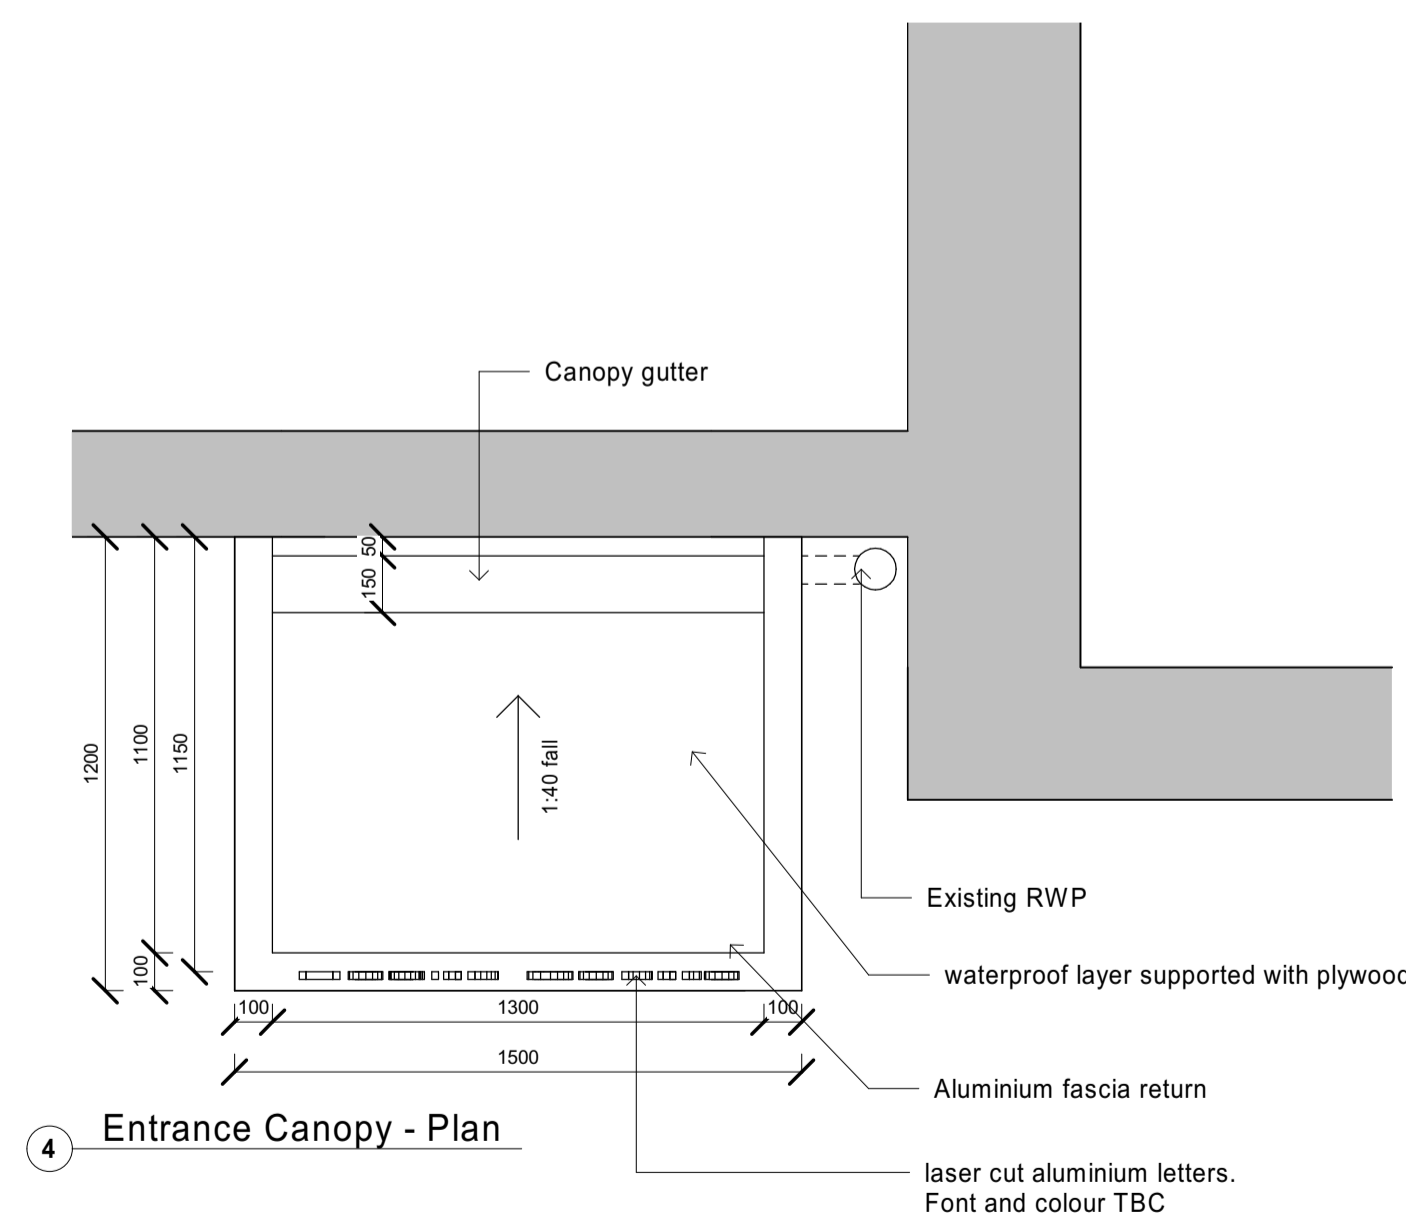 Canopy gutter
50
150
1200
1100
1150
1:40 fall
Existing RWP
100
waterproof layer supported with plywood
100
1300
100
1500
Aluminium fascia return
4
Entrance Canopy - Plan
laser cut aluminium letters.
Font and colour TBC